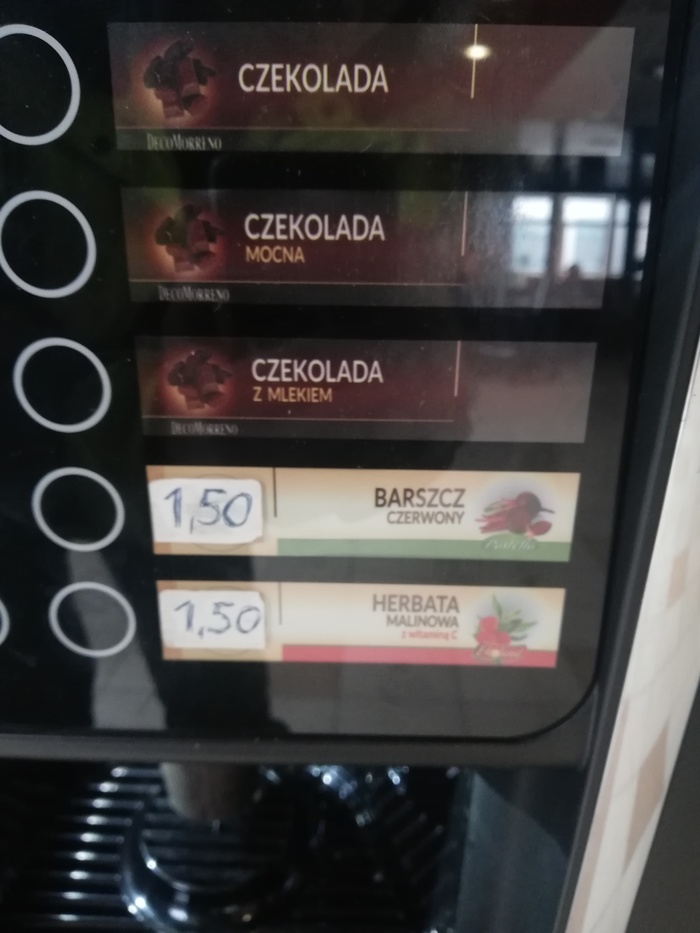 CZEKOLADA
DECOMORRENO
CZEKOLADA
MOCNA
DECOMORRENO
CZEKOLADA
Z MLEKIEM
DECOMORRENO
1,50
BARSZCZ
CZERWONY
1,50
HERBATA
MALINOWA
z witaminą C